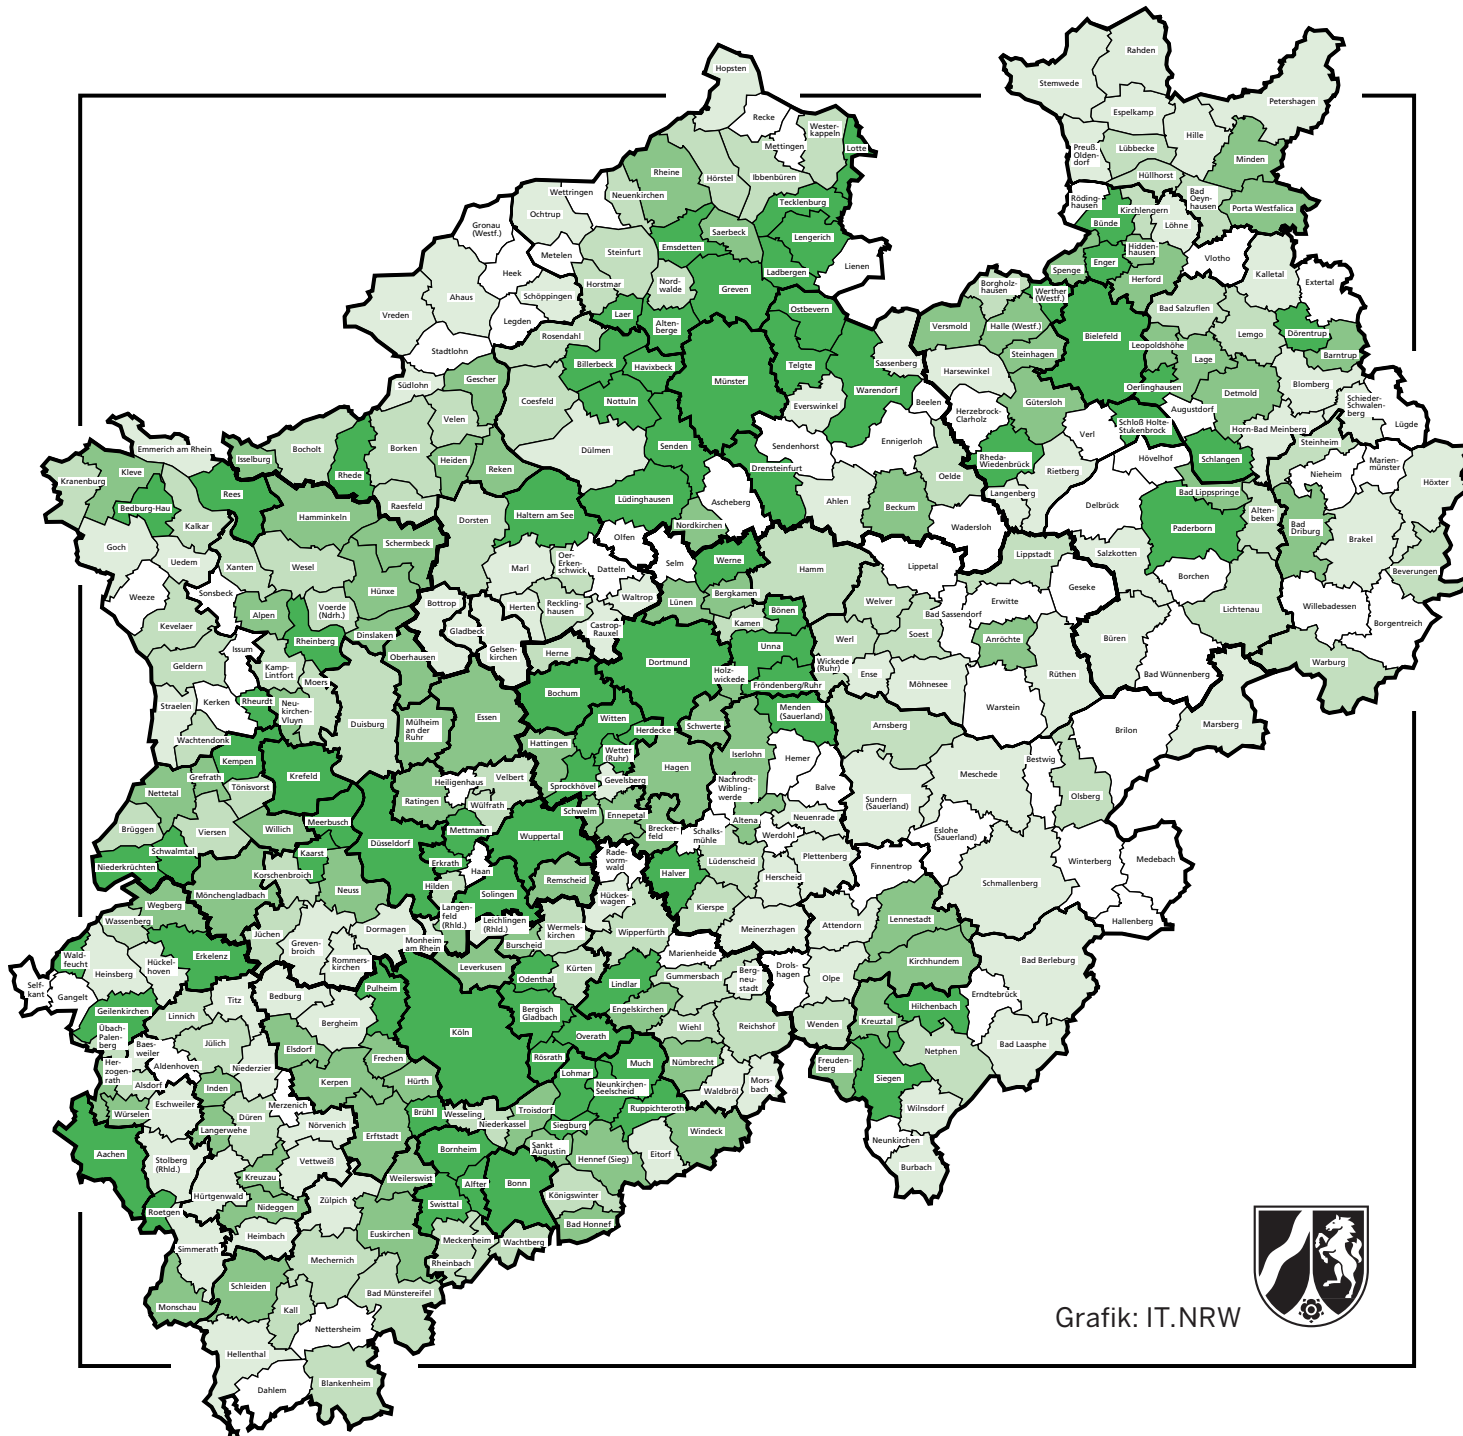 Hopsten
Rahden
Stemwede
Petershagen
Espelkamp
Recke
Wester-
kappeln
Hille
Mettingen
Lotte
Preuß.
Olden-
dorf
Lübbecke
Minden
Rheine
Hörstel
Ibbenbüren
Hüllhorst
Wettringen
Neuenkirchen
Bad
Oeyn-
hausen
Röding-
hausen
Tecklenburg
Ochtrup
Kirchlengern
Porta Westfalica
Bünde
Löhne
Gronau
(Westf.)
Saerbeck
Lengerich
Emsdetten
Hidden-
hausen
Metelen
Steinfurt
Vlotho
Enger
Lienen
Heek
Ladbergen
Spenge
Kalletal
Herford
Extertal
Horstmar
Nord-
walde
Greven
Borgholz-
hausen
Ahaus
Schöppingen
Werther
(Westf.)
Ostbevern
Bad Salzuflen
Vreden
Laer
Legden
Alten-
berge
Versmold
Halle (Westf.)
Bielefeld
Lemgo
Dörentrup
Rosendahl
Leopoldshöhe
Stadtlohn
Steinhagen
Barntrup
Lage
Billerbeck
Havixbeck
Telgte
Sassenberg
Harsewinkel
Gescher
Münster
Südlohn
Warendorf
Oerlinghausen
Blomberg
Detmold
Coesfeld
Nottuln
Everswinkel
Beelen
Gütersloh
Schieder-
Schwalen-
berg
Augustdorf
Herzebrock-
Clarholz
Velen
Schloß Holte-
Stukenbrock
Lügde
Horn-Bad Meinberg
Verl
Emmerich am Rhein
Bocholt
Borken
Senden
Sendenhorst
Ennigerloh
Steinheim
Isselburg
Heiden
Dülmen
Hövelhof
Schlangen
Rheda-
Wiedenbrück
Marien-
münster
Kleve
Reken
Drensteinfurt
Rietberg
Nieheim
Kranenburg
Rhede
Oelde
Höxter
Rees
Langenberg
Bad Lippspringe
Lüdinghausen
Ascheberg
Ahlen
Bedburg-Hau
Raesfeld
Beckum
Delbrück
Alten-
beken
Haltern am See
Hamminkeln
Dorsten
Kalkar
Nordkirchen
Wadersloh
Paderborn
Bad
Driburg
Brakel
Goch
Schermbeck
Olfen
Lippstadt
Salzkotten
Uedem
Xanten
Wesel
Marl
Oer-
Erken-
schwick
Datteln
Selm
Werne
Hamm
Lippetal
Beverungen
Borchen
Geseke
Weeze
Sonsbeck
Hünxe
Waltrop
Bergkamen
Bottrop
Herten
Reckling-
hausen
Lünen
Welver
Erwitte
Lichtenau
Willebadessen
Alpen
Voerde
(Ndrh.)
Bönen
Bad Sassendorf
Borgentreich
Kevelaer
Gladbeck
Castrop-
Rauxel
Kamen
Soest
Anröchte
Dinslaken
Rheinberg
Werl
Büren
Issum
Gelsen-
kirchen
Unna
Oberhausen
Herne
Dortmund
Wickede
(Ruhr)
Warburg
Geldern
Kamp-
Lintfort
Holz-
wickede
Ense
Bad Wünnenberg
Rüthen
Moers
Fröndenberg/Ruhr
Möhnesee
Bochum
Kerken
Rheurdt
Neu-
kirchen-
Vluyn
Straelen
Menden
(Sauerland)
Warstein
Duisburg
Mülheim
an der
Ruhr
Essen
Witten
Arnsberg
Marsberg
Schwerte
Herdecke
Brilon
Wachtendonk
Hattingen
Iserlohn
Wetter
(Ruhr)
Kempen
Hemer
Bestwig
Hagen
Krefeld
Grefrath
Heiligenhaus
Velbert
Gevelsberg
Meschede
Tönisvorst
Sprockhövel
Nachrodt-
Wibling-
werde
Balve
Nettetal
Ratingen
Wülfrath
Sundern
(Sauerland)
Olsberg
Schwelm
Ennepetal
Neuenrade
Meerbusch
Altena
Brüggen
Viersen
Willich
Mettmann
Wuppertal
Brecker-
feld
Schalks-
mühle
Werdohl
Eslohe
(Sauerland)
Düsseldorf
Schwalmtal
Kaarst
Rade-
vorm-
wald
Plettenberg
Winterberg
Medebach
Erkrath
Lüdenscheid
Niederkrüchten
Haan
Finnentrop
Korschenbroich
Halver
Herscheid
Remscheid
Hilden
Neuss
Schmallenberg
Mönchengladbach
Solingen
Hückes-
wagen
Wegberg
Langen-
feld
(Rhld.)
Kierspe
Lennestadt
Wassenberg
Leichlingen
(Rhld.)
Hallenberg
Wermels-
kirchen
Dormagen
Meinerzhagen
Attendorn
Jüchen
Wipperfürth
Greven-
broich
Monheim
am Rhein
Burscheid
Wald-
feucht
Erkelenz
Marienheide
Rommers-
kirchen
Kirchhundem
Bad Berleburg
Hückel-
hoven
Leverkusen
Kürten
Drols-
hagen
Heinsberg
Gummersbach
Berg-
neu-
stadt
Olpe
Odenthal
Lindlar
Self-
kant
Gangelt
Pulheim
Titz
Bedburg
Erndtebrück
Hilchenbach
Geilenkirchen
Engelskirchen
Linnich
Bergisch
Gladbach
Wenden
Kreuztal
Bergheim
Reichshof
Wiehl
Übach-
Palen-
berg
Köln
Overath
Jülich
Bad Laasphe
Baes-
weiler
Elsdorf
Netphen
Frechen
Rösrath
Much
Nümbrecht
Freuden-
berg
Her-
zogen-
rath
Aldenhoven
Niederzier
Lohmar
Siegen
Hürth
Kerpen
Alsdorf
Neunkirchen-
Seelscheid
Waldbröl
Mors-
bach
Inden
Eschweiler
Merzenich
Brühl
Wesseling
Troisdorf
Ruppichteroth
Wilnsdorf
Würselen
Düren
Nörvenich
Niederkassel
Siegburg
Langerwehe
Erftstadt
Windeck
Neunkirchen
Bornheim
Sankt
Augustin
Aachen
Eitorf
Stolberg
(Rhld.)
Vettweiß
Hennef (Sieg)
Burbach
Kreuzau
Weilerswist
Bonn
Alfter
Hürtgenwald
Zülpich
Königswinter
Swisttal
Nideggen
Roetgen
Bad Honnef
Euskirchen
Heimbach
Meckenheim
Wachtberg
Simmerath
Mechernich
Rheinbach
Schleiden
Bad Münstereifel
Monschau
Kall
Nettersheim
Grafik: IT.NRW
Hellenthal
Blankenheim
Dahlem